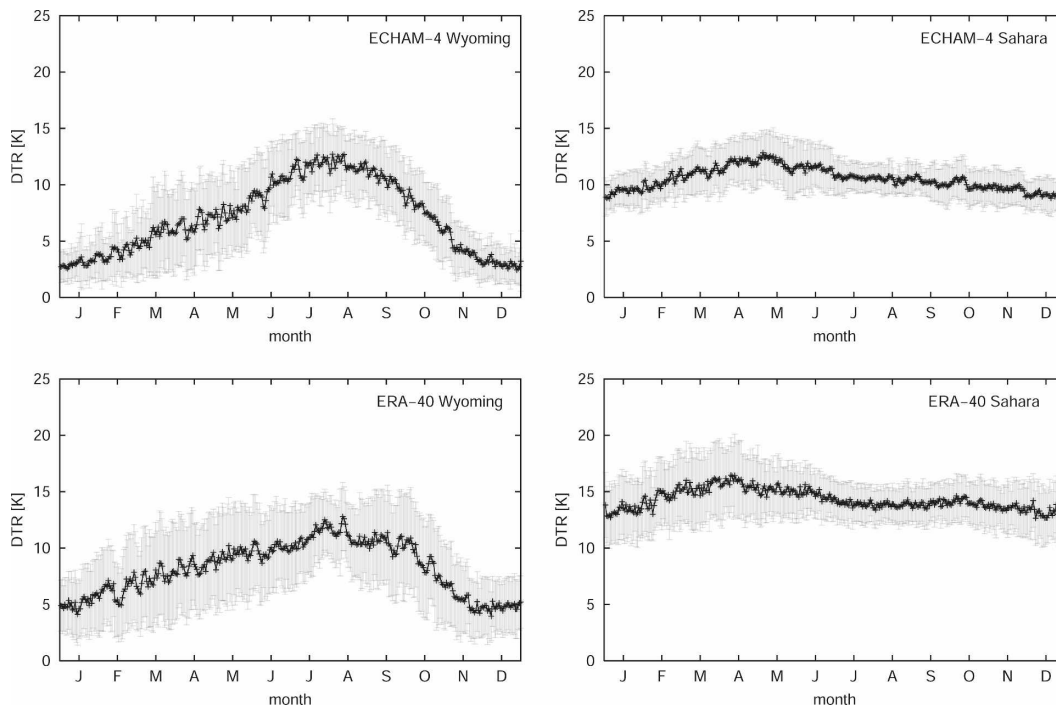 25
ECHAM−4 Wyoming
20
15
DTR [K]
10
5
0
J F M A M J J A S O N D
month
25
ECHAM−4 Sahara
20
15
DTR [K]
10
5
0
J F M A M J J A S O N D
month
25
ERA−40 Wyoming
20
15
DTR [K]
10
5
0
J F M A M J J A S O N D
month
25
ERA−40 Sahara
20
15
DTR [K]
10
5
0
J F M A M J J A S O N D
month